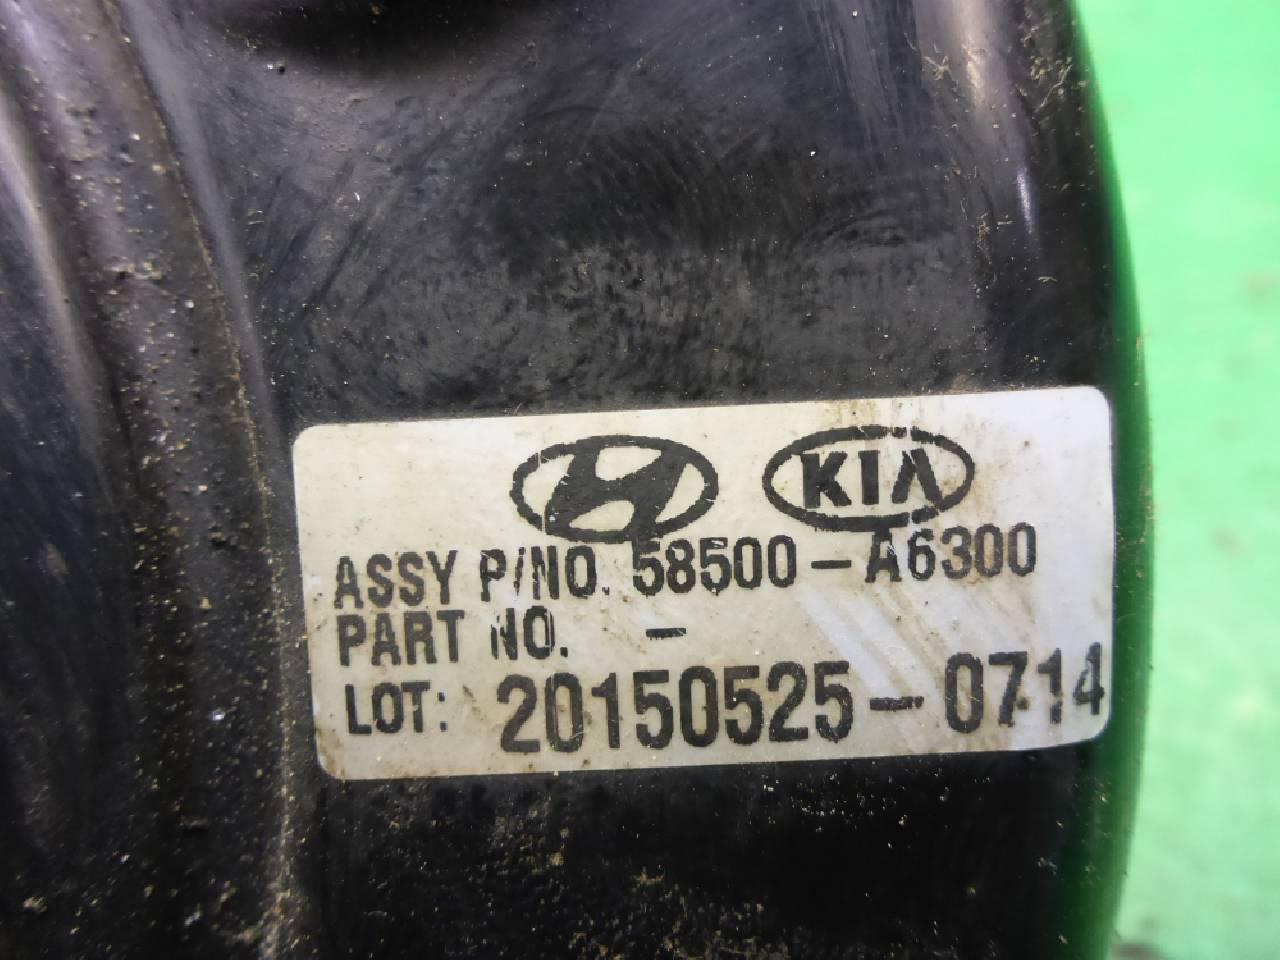 KIA
ASSY P/NO. 58500-A6300
PART NO. -
LOT: 20150525-0714